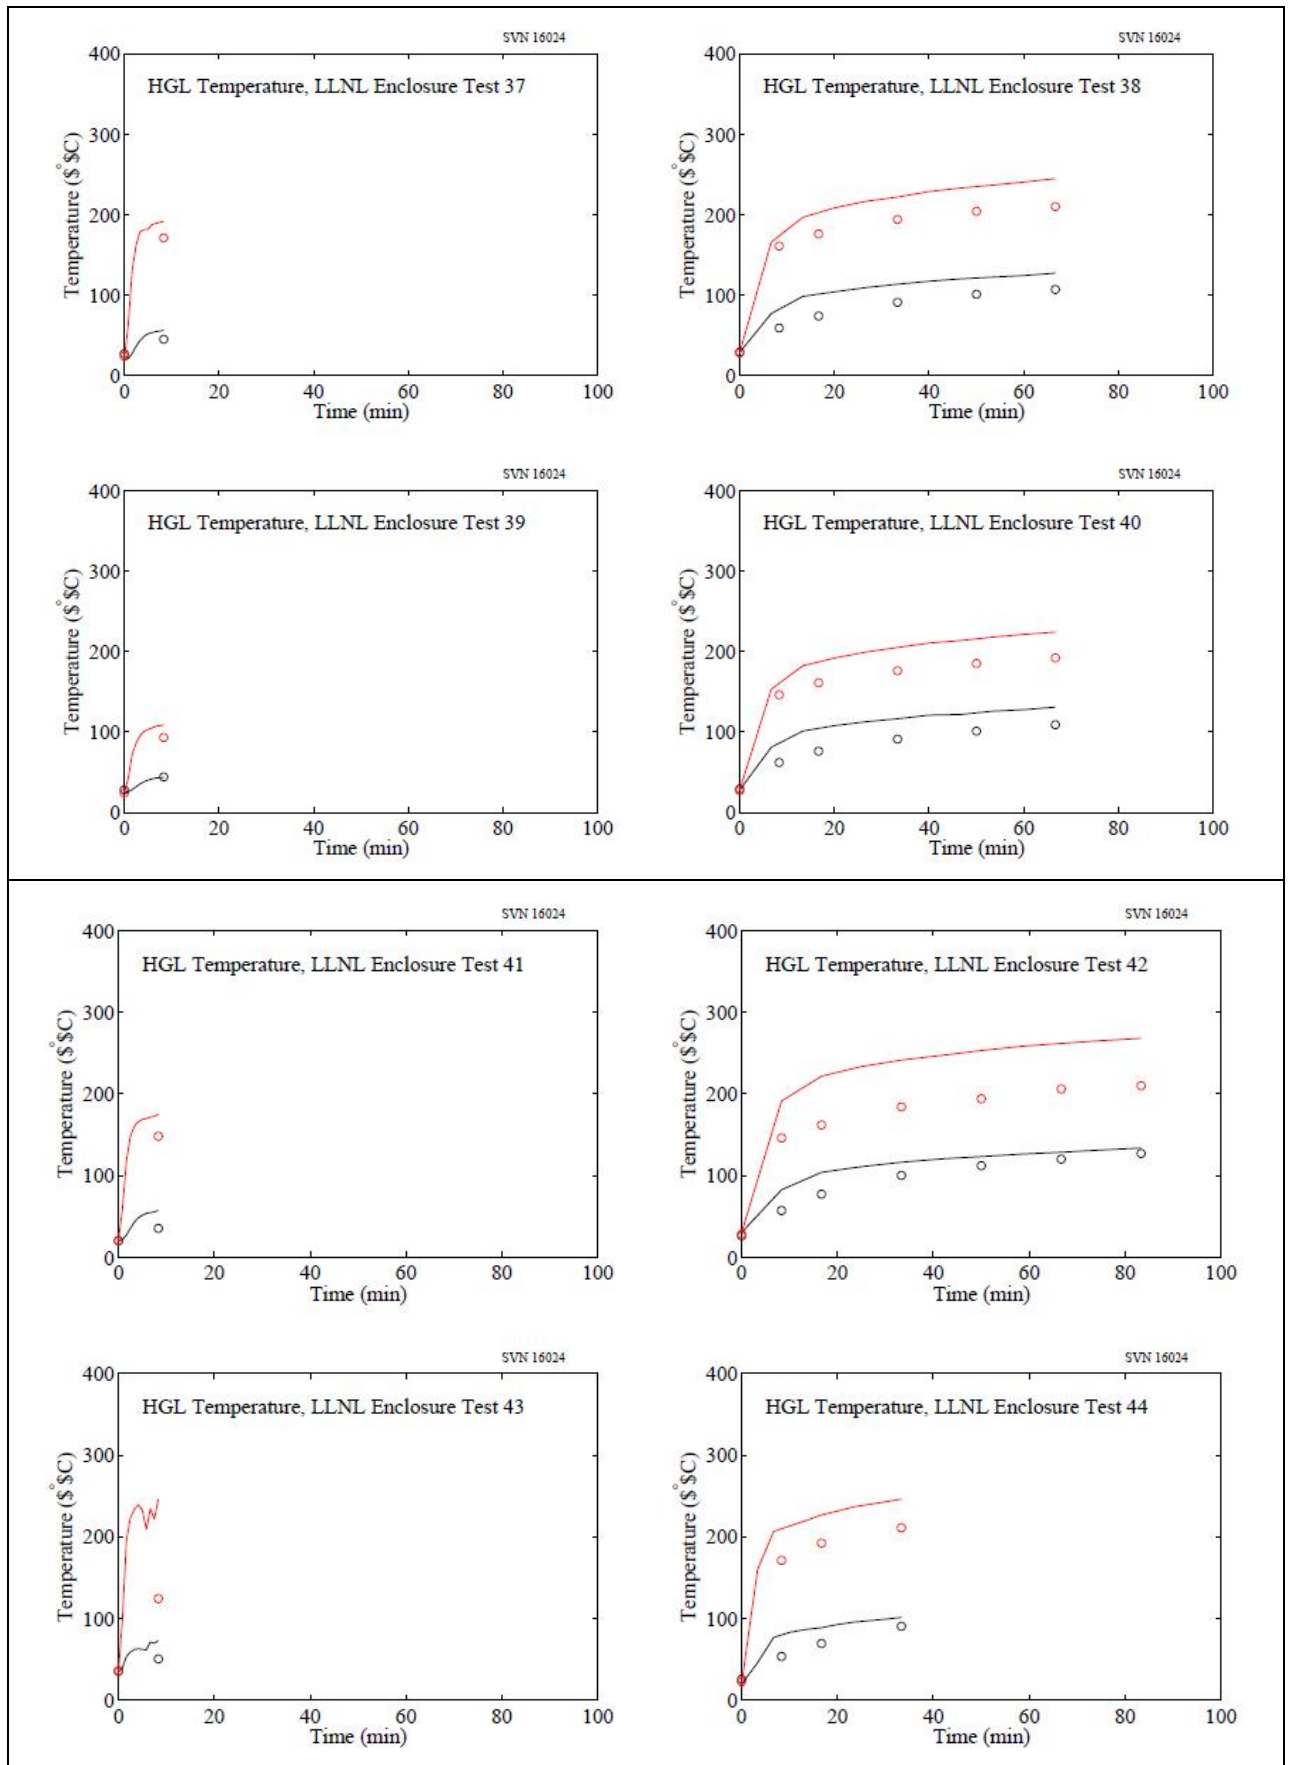 SVN 16024
400
HGL Temperature, LLNL Enclosure Test 37
300
200
100
0
Temperature ($°$C)
0 20 40 60 80 100
Time (min)
SVN 16024
400
HGL Temperature, LLNL Enclosure Test 38
300
200
100
0
Temperature ($°$C)
0 20 40 60 80 100
Time (min)
SVN 16024
400
HGL Temperature, LLNL Enclosure Test 39
300
200
100
0
Temperature ($°$C)
0 20 40 60 80 100
Time (min)
SVN 16024
400
HGL Temperature, LLNL Enclosure Test 40
300
200
100
0
Temperature ($°$C)
0 20 40 60 80 100
Time (min)
SVN 16024
400
HGL Temperature, LLNL Enclosure Test 41
300
200
100
0
Temperature ($°$C)
0 20 40 60 80 100
Time (min)
SVN 16024
400
HGL Temperature, LLNL Enclosure Test 42
300
200
100
0
Temperature ($°$C)
0 20 40 60 80 100
Time (min)
SVN 16024
400
HGL Temperature, LLNL Enclosure Test 43
300
200
100
0
Temperature ($°$C)
0 20 40 60 80 100
Time (min)
SVN 16024
400
HGL Temperature, LLNL Enclosure Test 44
300
200
100
0
Temperature ($°$C)
0 20 40 60 80 100
Time (min)